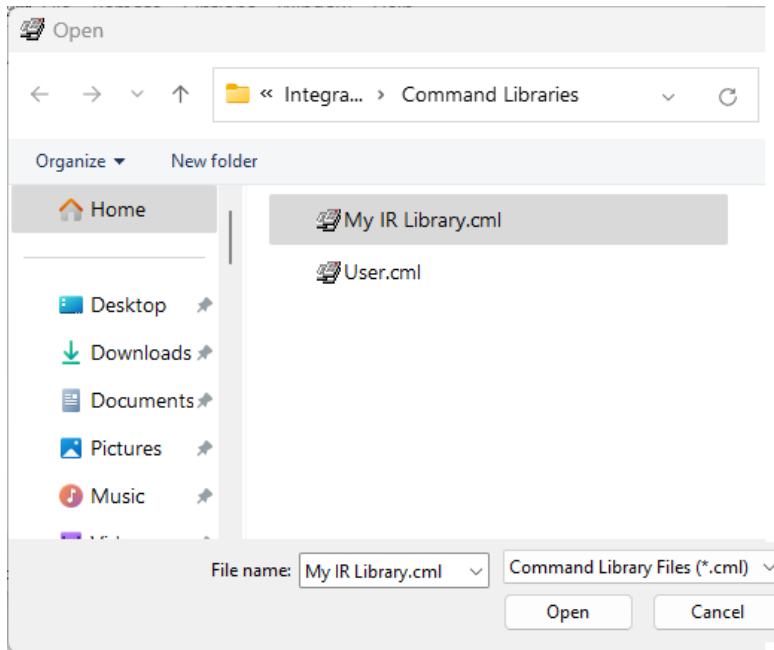 Open
« Integra... › Command Libraries
Organize New folder
Home
My IR Library.cml
User.cml
Desktop
Downloads
Documents
Pictures
Music
File name: My IR Library.cml Command Library Files (*.cml)
Open Cancel